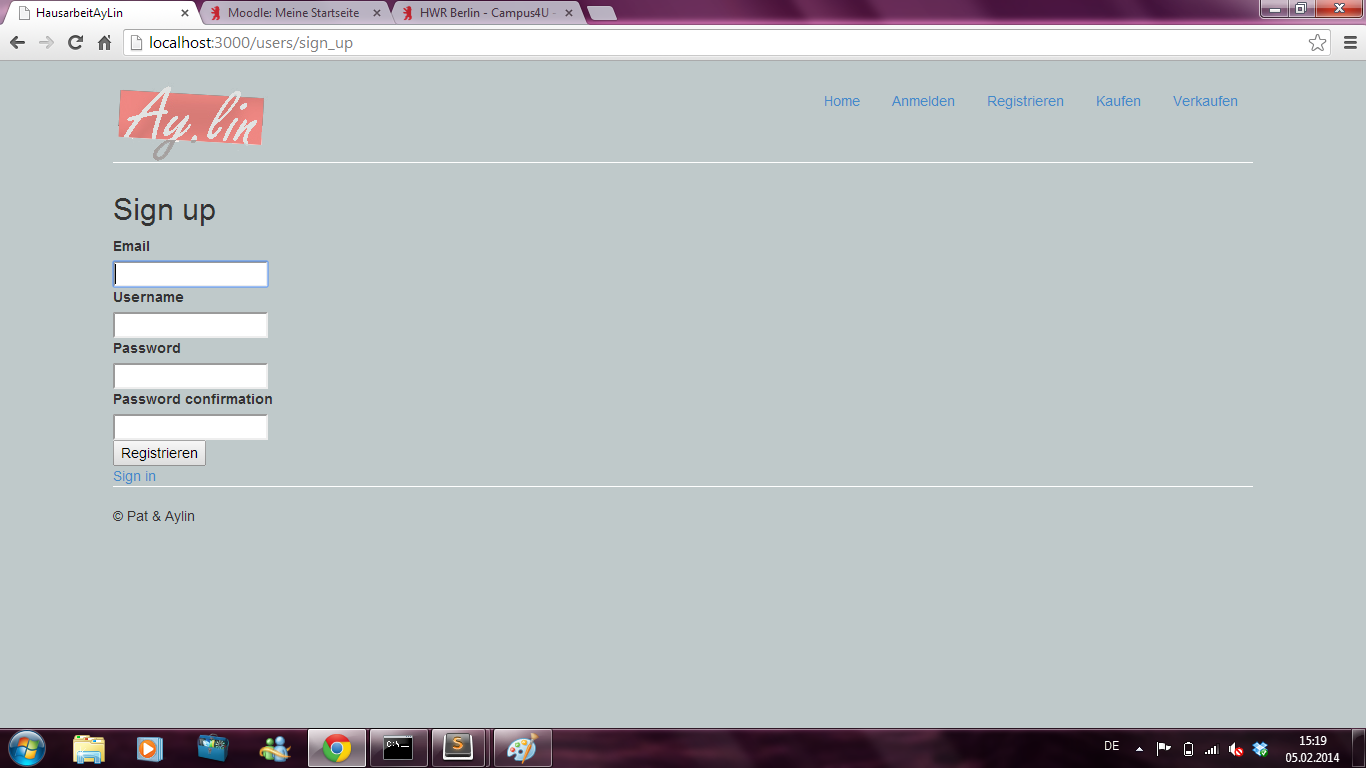 HausarbeitAyLin
Moodle: Meine Startseite
HWR Berlin - Campus4U -
localhost:3000/users/sign_up
Ay.lin
Home Anmelden Registrieren Kaufen Verkaufen
Sign up
Email
Username
Password
Password confirmation
Registrieren
Sign in
© Pat & Aylin
C:\_
S
DE
15:19
05.02.2014